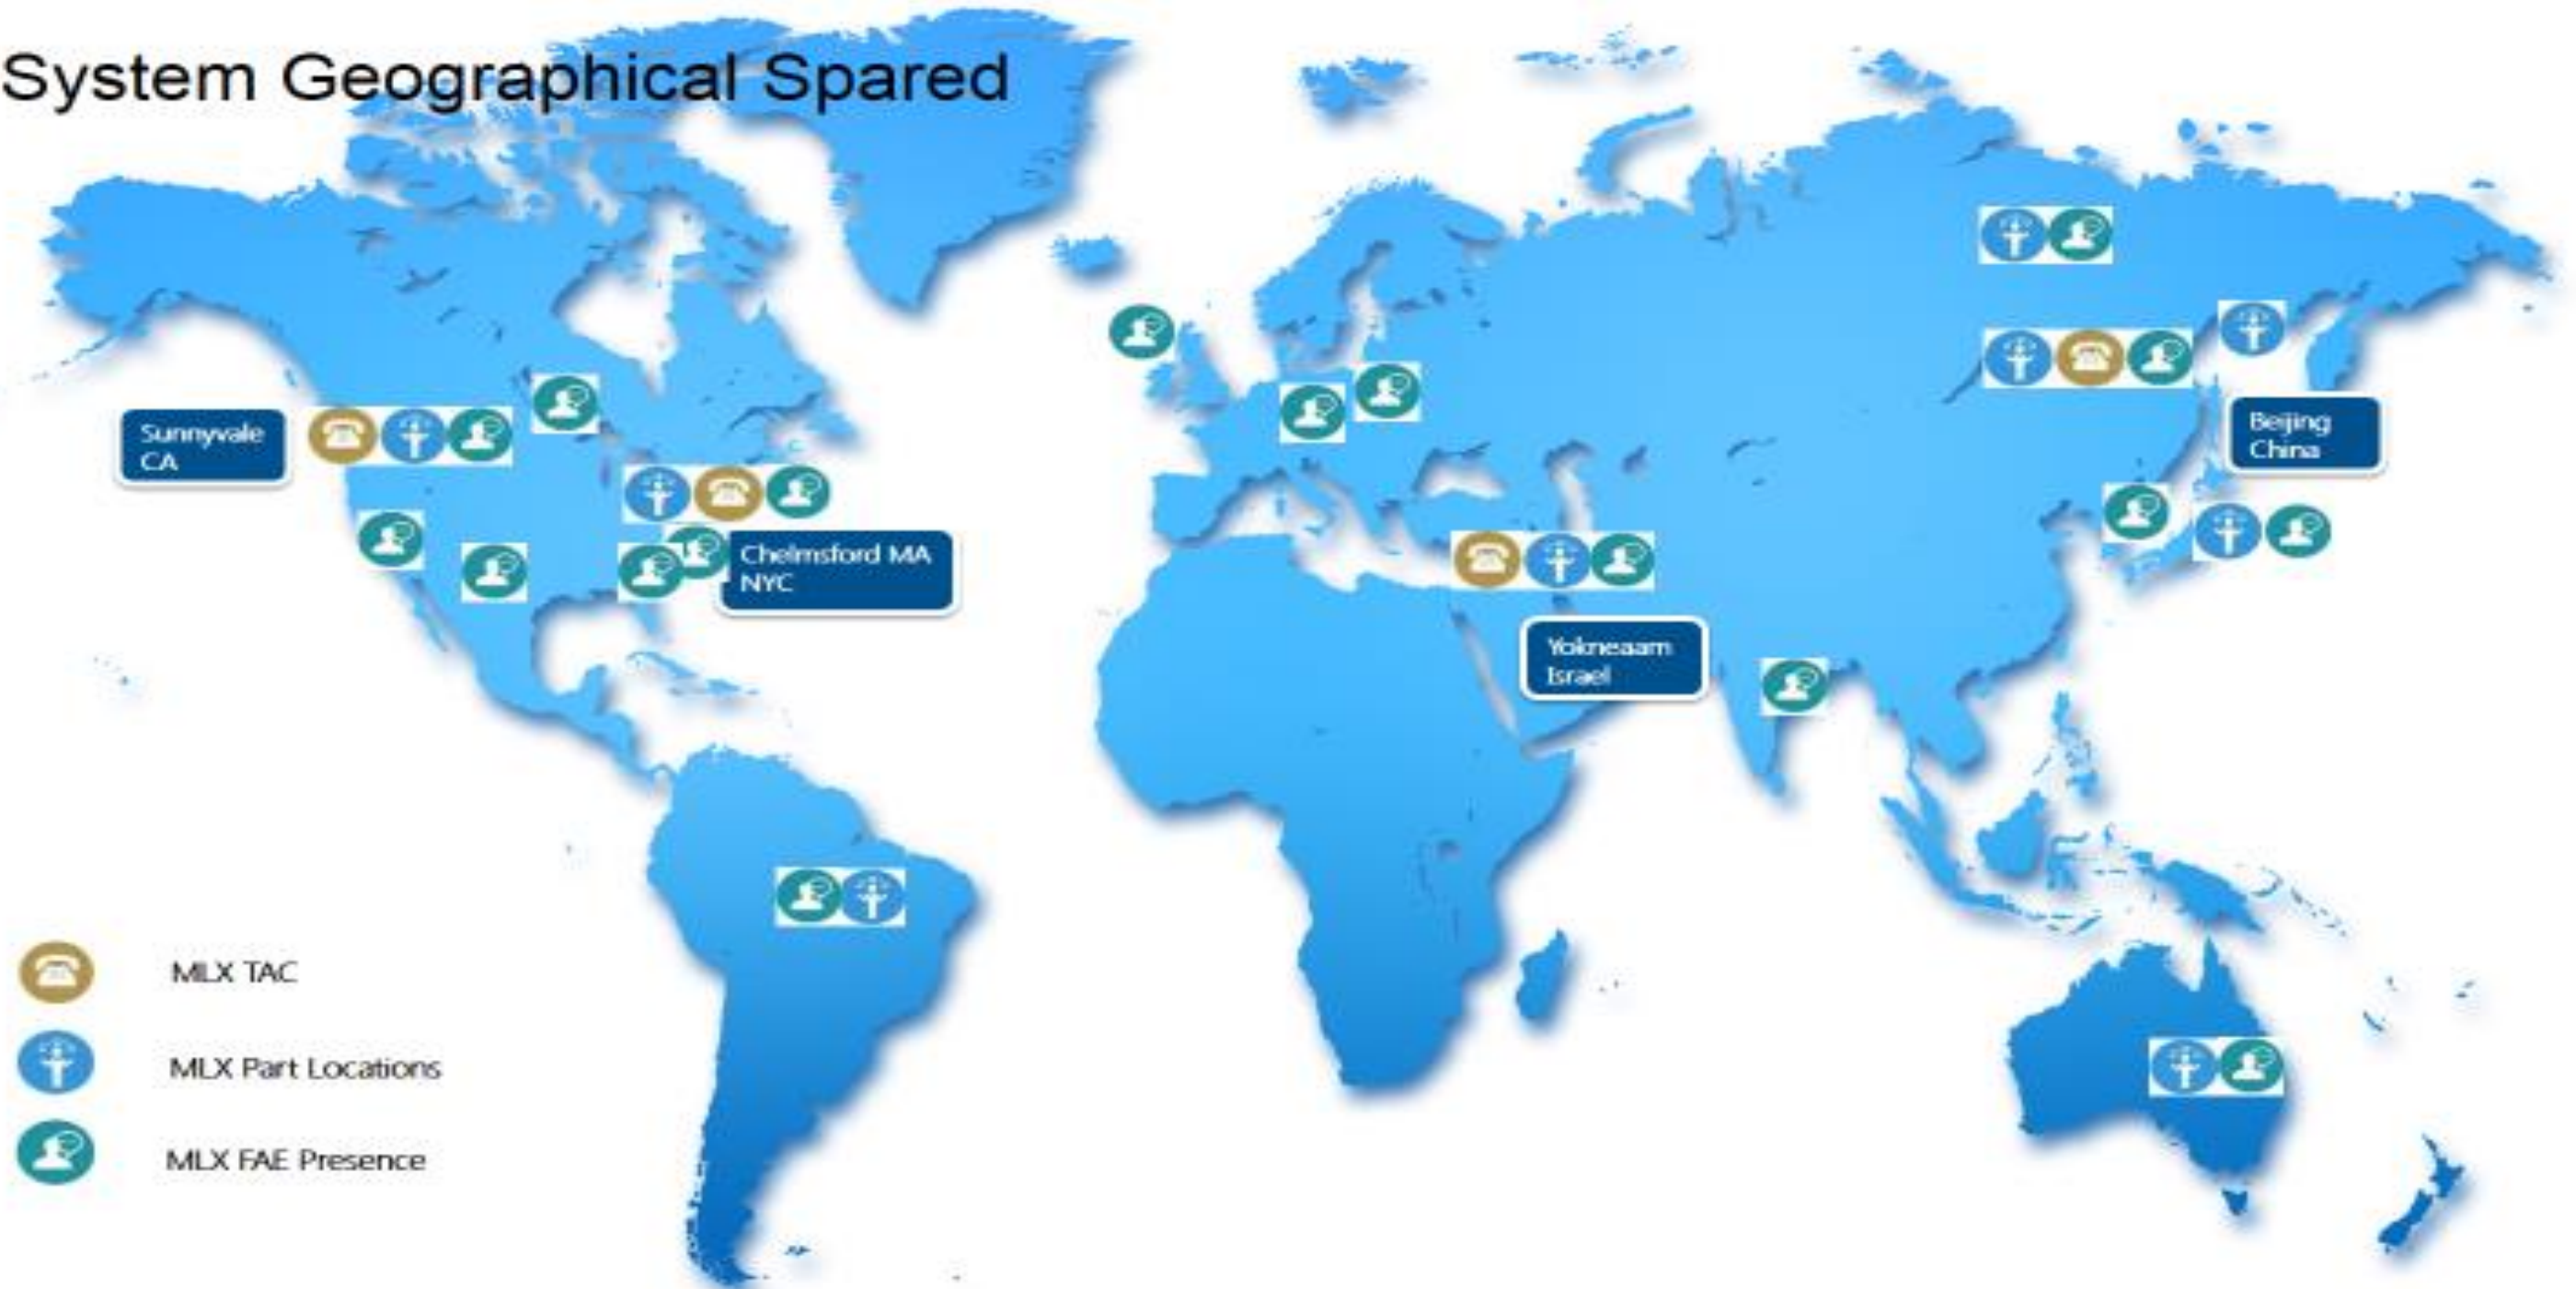 System Geographical Spared
Sunnyvale
CA
Beijing
China
Chelmsford MA
NYC
Yokneaam
Israel
MLX TAC
MLX Part Locations
MLX FAE Presence